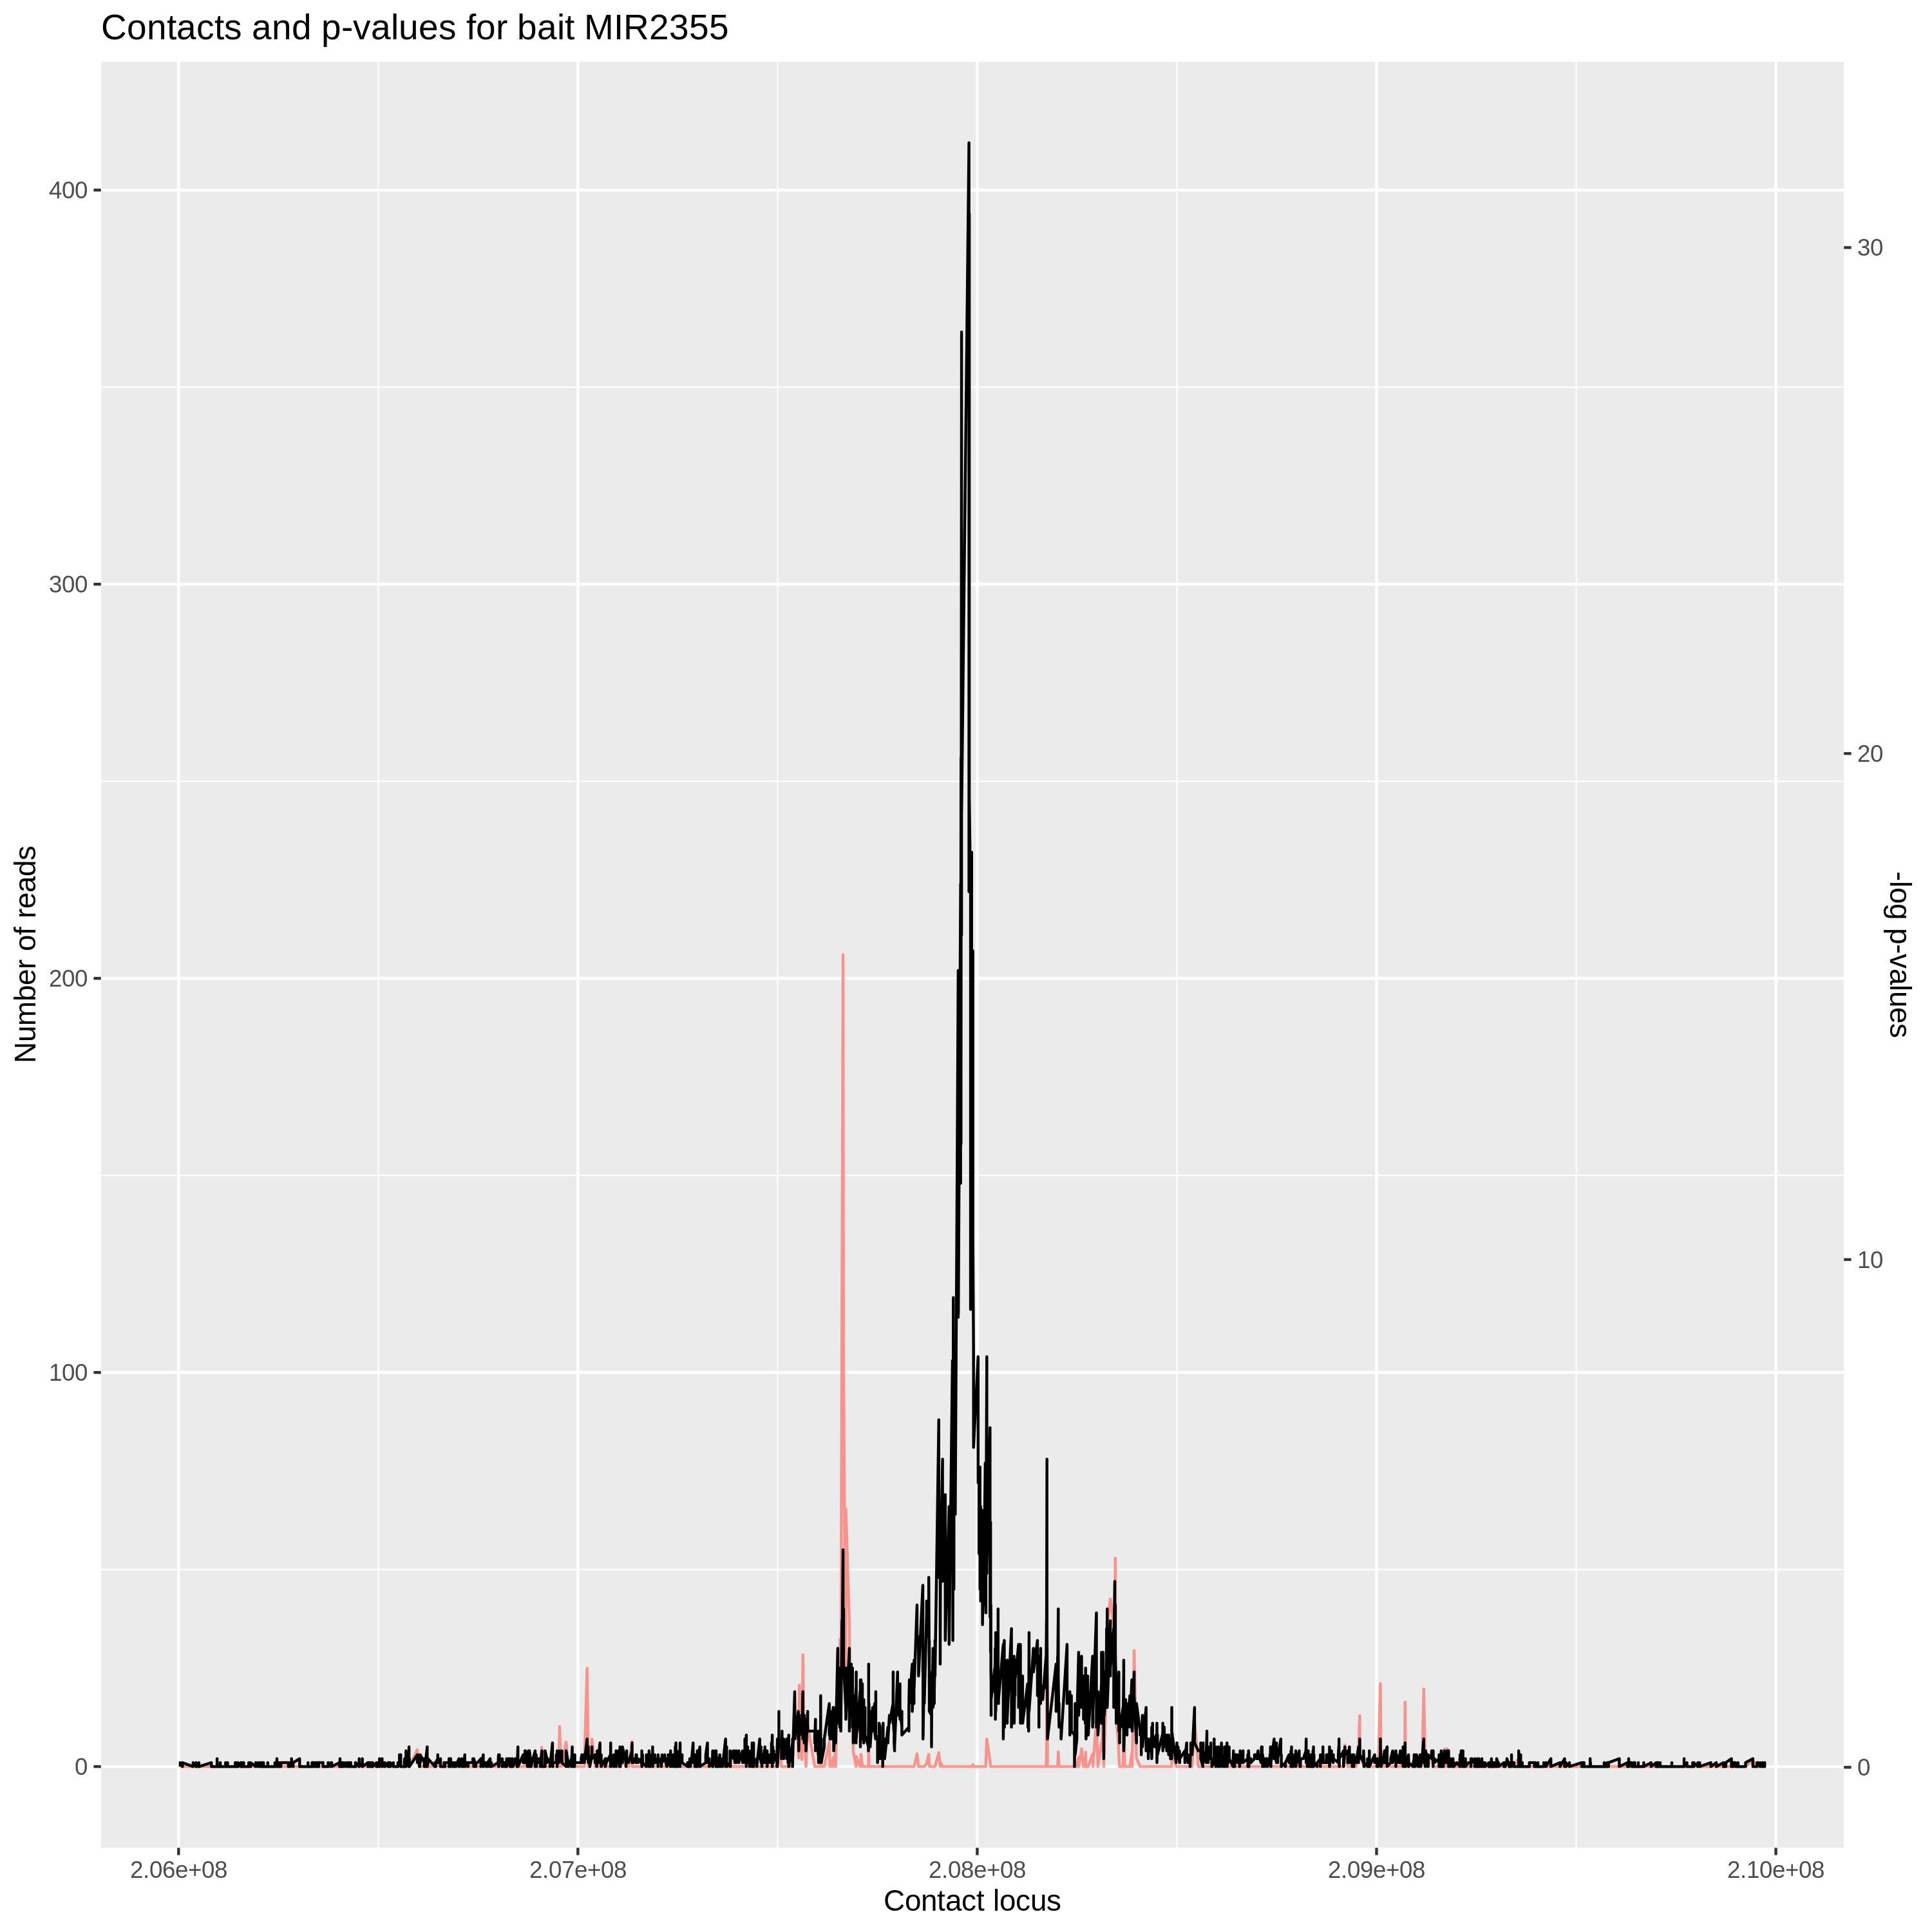 Contacts and p-values for bait MIR2355
400
300
200
100
0
Number of reads
30
20
10
0
-log p-values
2.06e+08
2.07e+08
2.08e+08
2.09e+08
2.10e+08
Contact locus